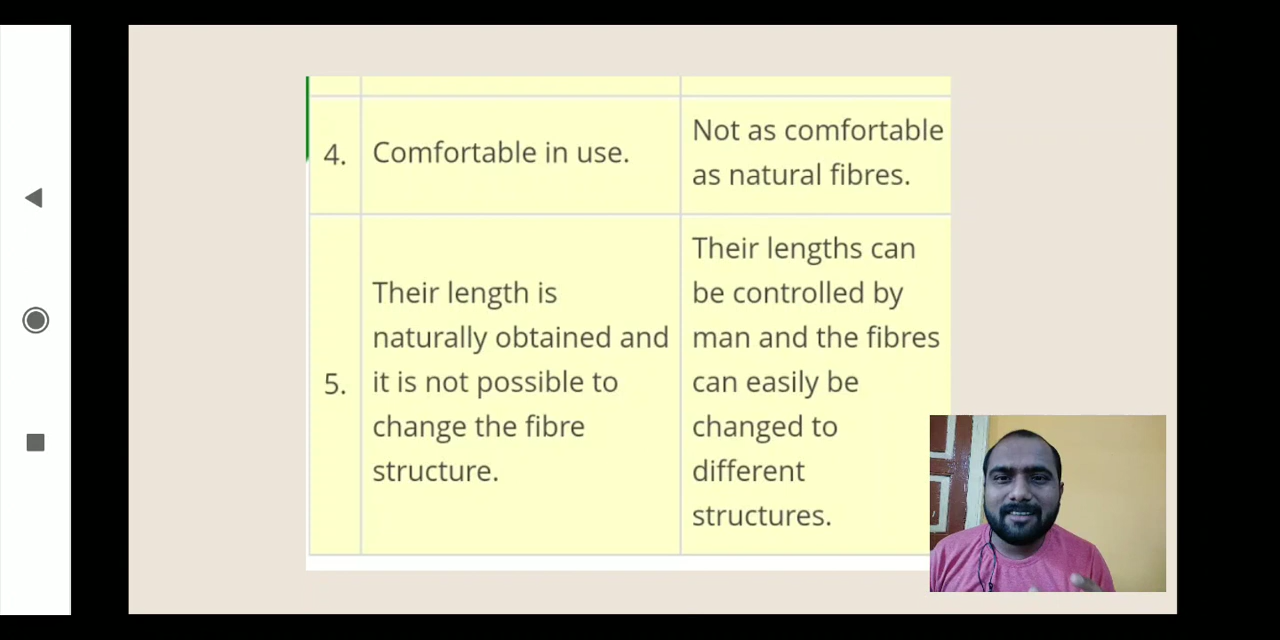 4.
Comfortable in use.
Not as comfortable
as natural fibres.
5.
Their length is
naturally obtained and
it is not possible to
change the fibre
structure.
Their lengths can
be controlled by
man and the fibres
can easily be
changed to
different
structures.